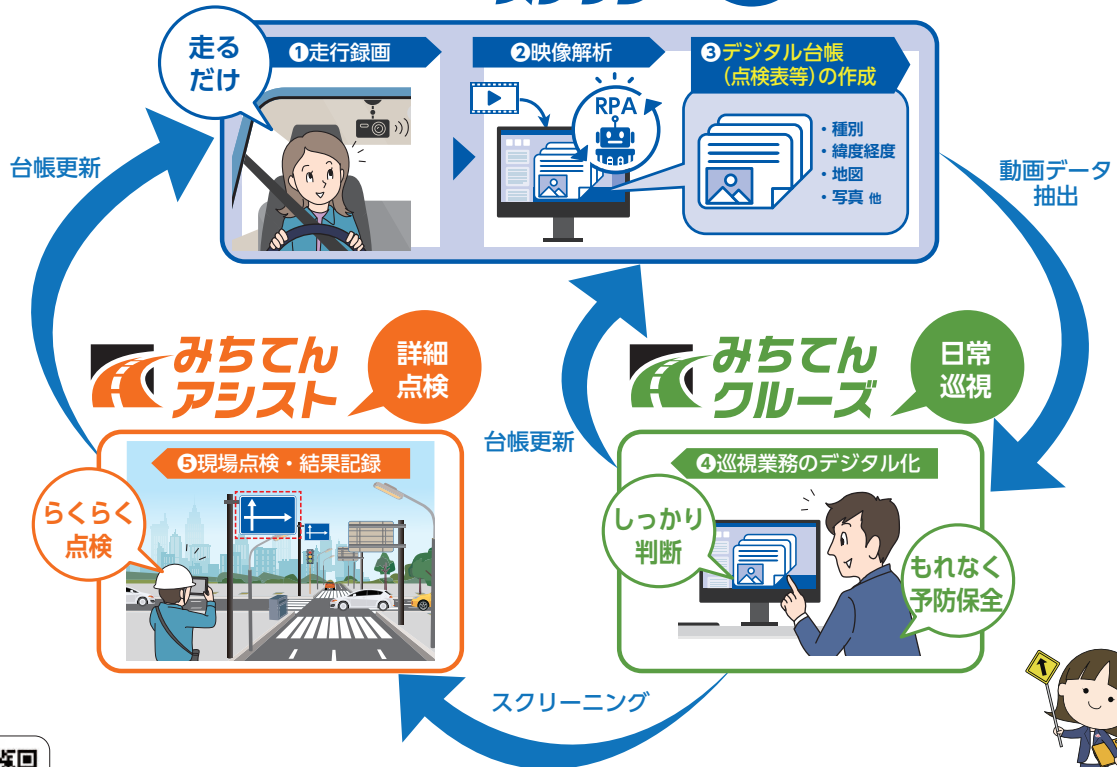 走る
だけ
❶走行録画
❷映像解析
❸デジタル台帳
(点検表等)の作成
RPA
・種別
・緯度経度
・地図
・写真 他
台帳更新
動画データ
抽出
みちてん
アシスト
詳細
点検
みちてん
クルーズ
日常
巡視
台帳更新
❺現場点検・結果記録
らくらく
点検
❹巡視業務のデジタル化
しっかり
判断
もれなく
予防保全
スクリーニング